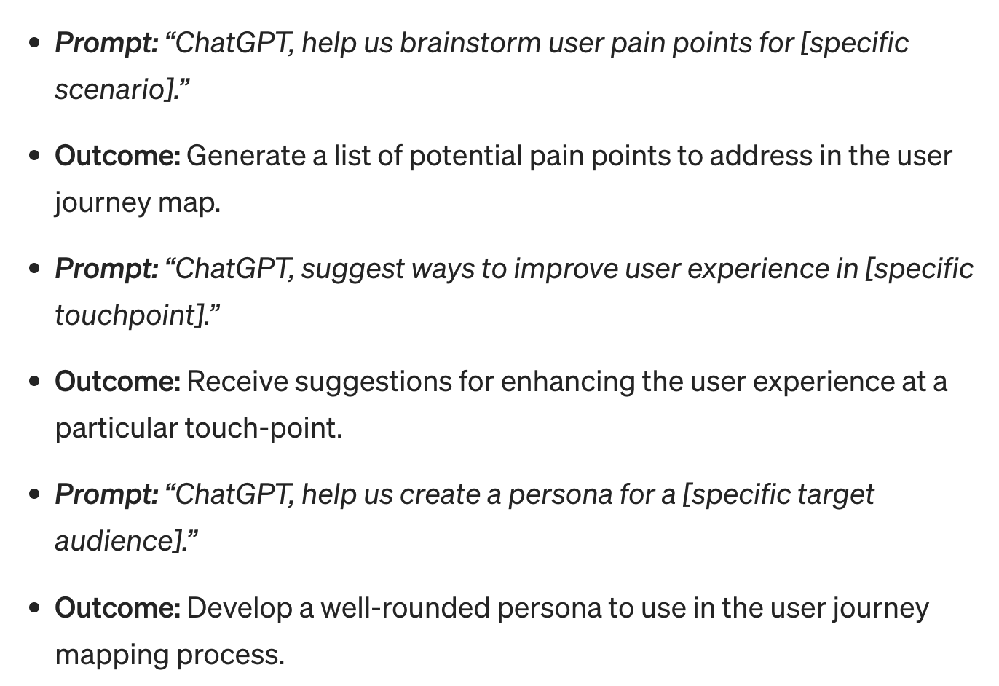 • Prompt: “ChatGPT, help us brainstorm user pain points for [specific
scenario].”
• Outcome: Generate a list of potential pain points to address in the user
journey map.
• Prompt: “ChatGPT, suggest ways to improve user experience in [specific
touchpoint].”
• Outcome: Receive suggestions for enhancing the user experience at a
particular touch-point.
• Prompt: “ChatGPT, help us create a persona for a [specific target
audience].”
• Outcome: Develop a well-rounded persona to use in the user journey
mapping process.